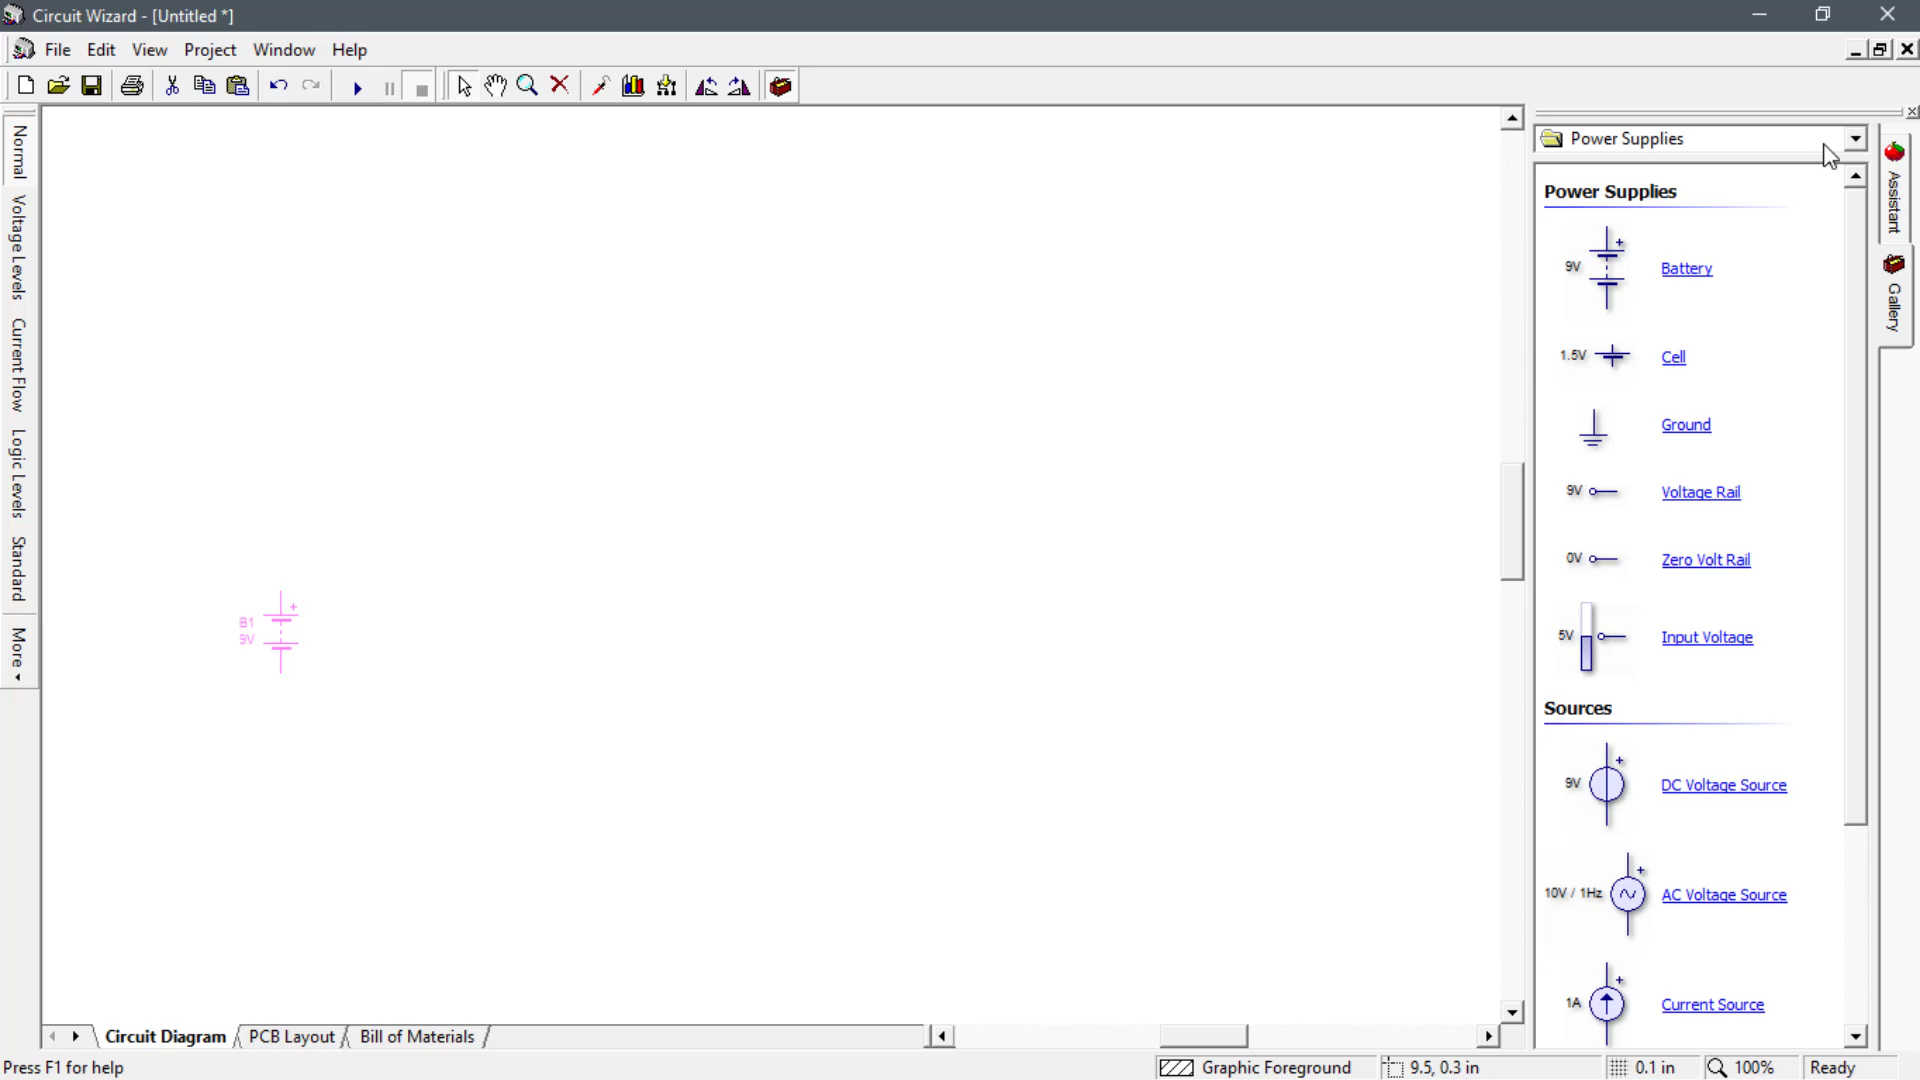 Circuit Wizard - [Untitled *]
File Edit View Project Window Help
Normal
Voltage Levels
Current Flow
Logic Levels
Standard
More
B1
9V
Power Supplies
Power Supplies
9V Battery
1.5V Cell
Ground
9V Voltage Rail
0V Zero Volt Rail
5V Input Voltage
Sources
9V DC Voltage Source
10V / 1Hz AC Voltage Source
1A Current Source
Assistant
Gallery
Circuit Diagram PCB Layout Bill of Materials
Press F1 for help Graphic Foreground 9.5, 0.3 in 0.1 in 100% Ready